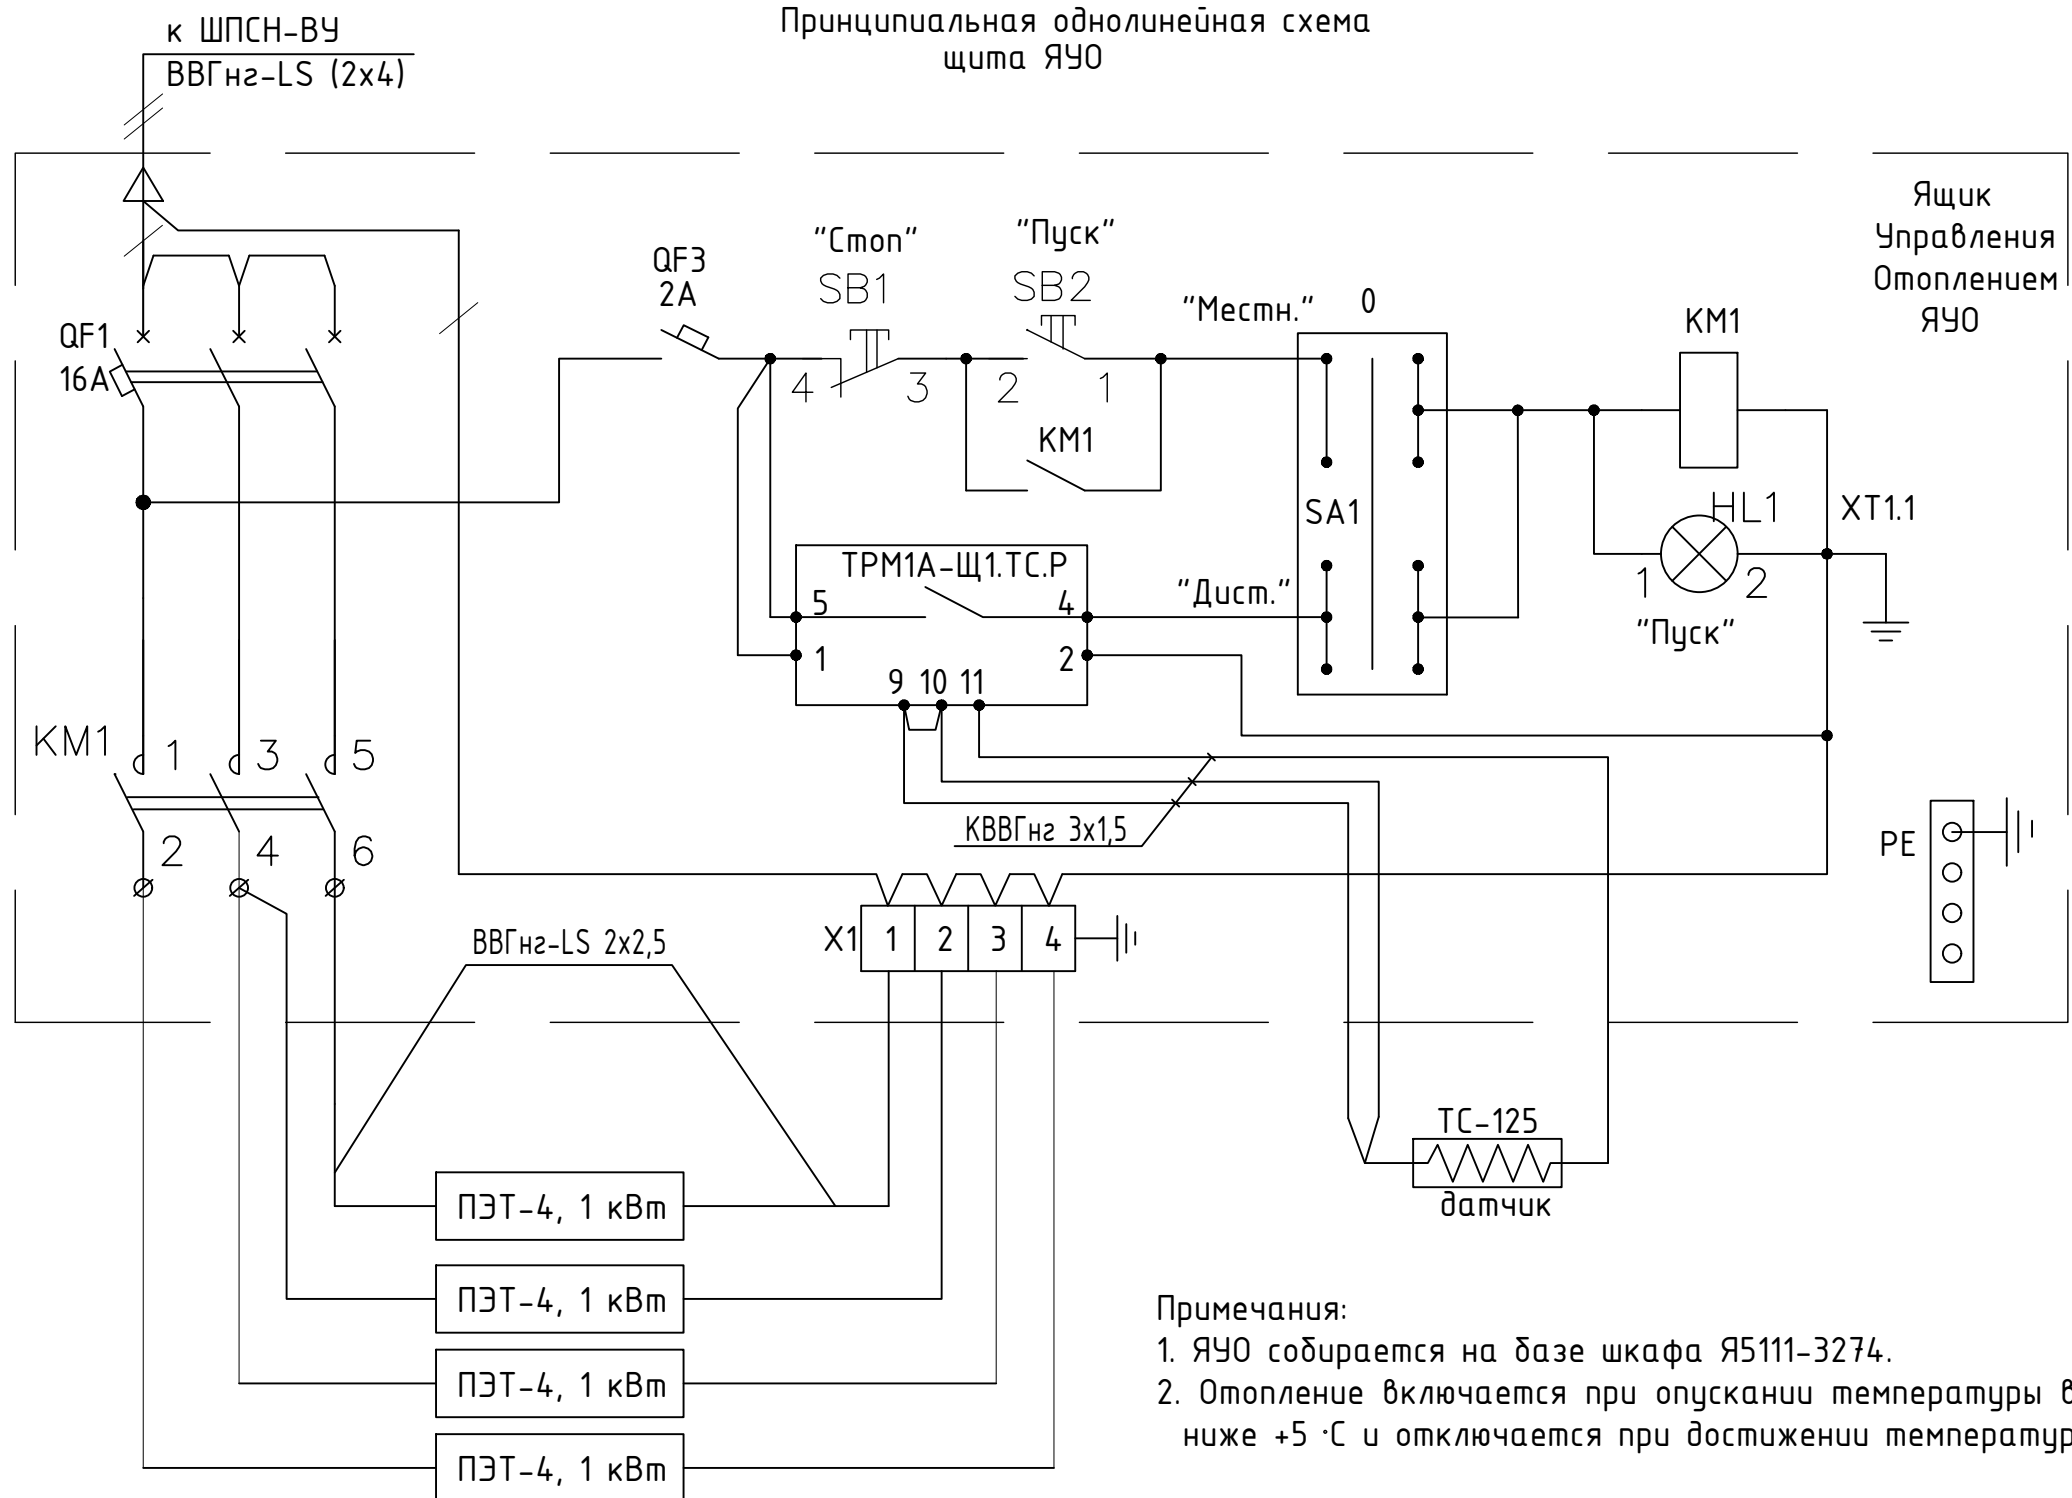 Принципиальная однолинейная схема
щита ЯУО
к ШПСН-ВУ
ВВГнг-LS (2х4)
Ящик
Управления
Отоплением
ЯУО
QF1
16А
QF3
2А
"Стоп"
SB1
4
3
"Пуск"
SB2
2
1
КМ1
"Местн."
0
SA1
"Дист."
КМ1
HL1
1
2
"Пуск"
ХТ1.1
ТРМ1А-Щ1.ТС.Р
5
4
1
2
9 10 11
КМ1
1
3
5
2
4
6
КВВГнг 3х1,5
РЕ
Х1
1
2
3
4
ВВГнг-LS 2х2,5
ТС-125
датчик
ПЭТ-4, 1 кВт
ПЭТ-4, 1 кВт
ПЭТ-4, 1 кВт
ПЭТ-4, 1 кВт
Примечания:
1. ЯУО собирается на базе шкафа Я5111-3274.
2. Отопление включается при опускании температуры в
ниже +5 °С и отключается при достижении температур